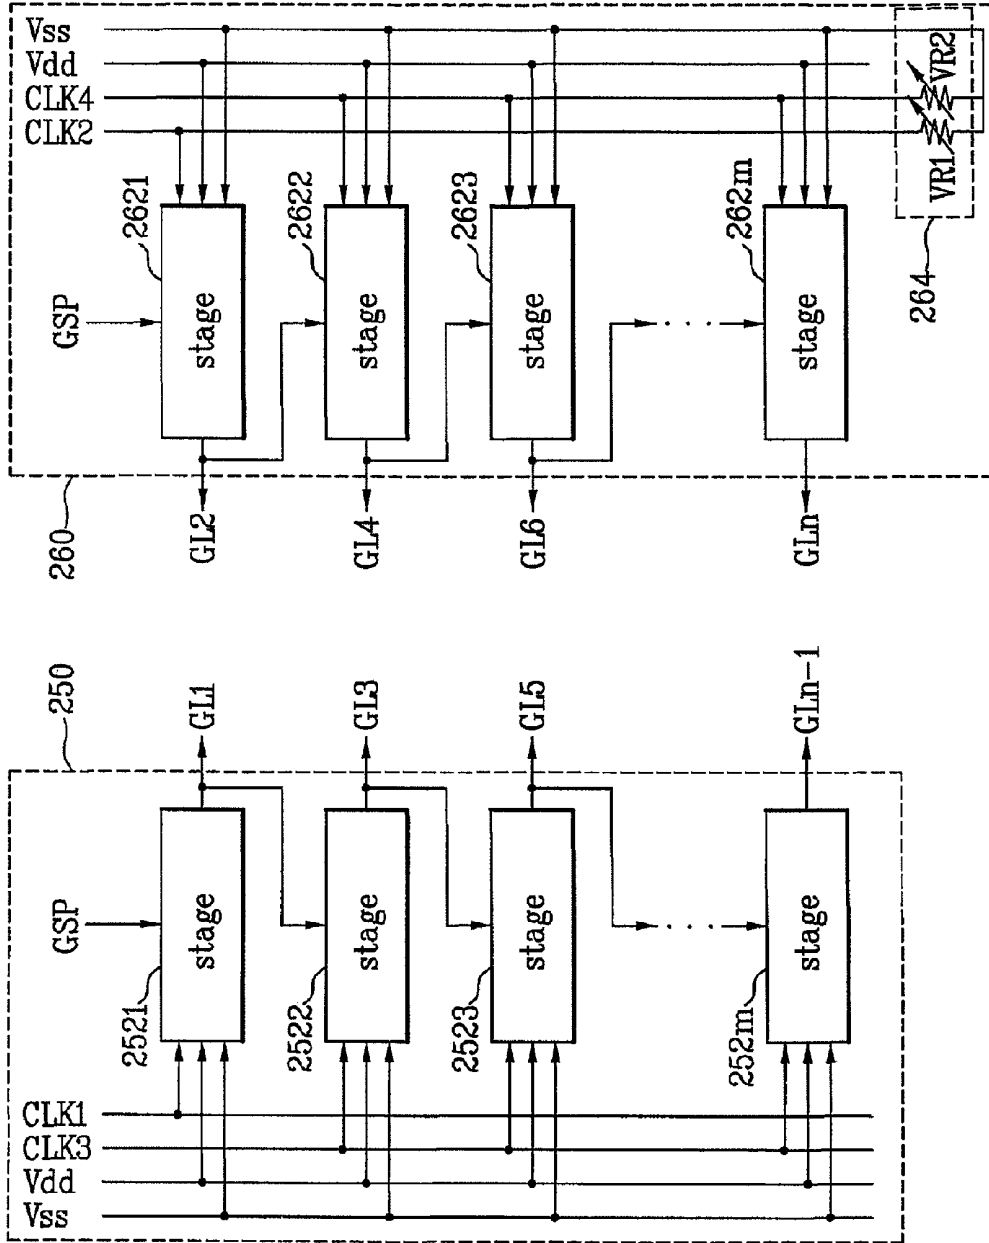 Vss
Vdd
CLK4
CLK2
VR2
VR1
264
2621
2622
2623
262m
GSP
stage
stage
stage
stage
260
GL2
GL4
GL6
GLn
250
GL1
GL3
GL5
GLn-1
GSP
stage
stage
stage
stage
2521
2522
2523
252m
CLK1
CLK3
Vdd
Vss